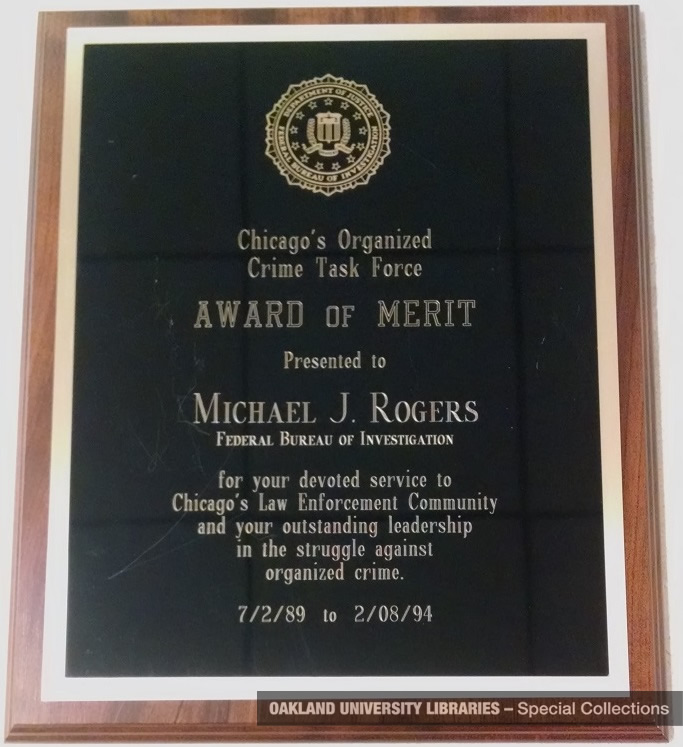 DEPARTMENT OF JUSTICE
FEDERAL BUREAU OF INVESTIGATION
Chicago's Organized
Crime Task Force
AWARD OF MERIT
Presented to
MICHAEL J. ROGERS
FEDERAL BUREAU OF INVESTIGATION
for your devoted service to
Chicago's Law Enforcement Community
and your outstanding leadership
in the struggle against
organized crime.
7/2/89 to 2/08/94
OAKLAND UNIVERSITY LIBRARIES – Special Collections